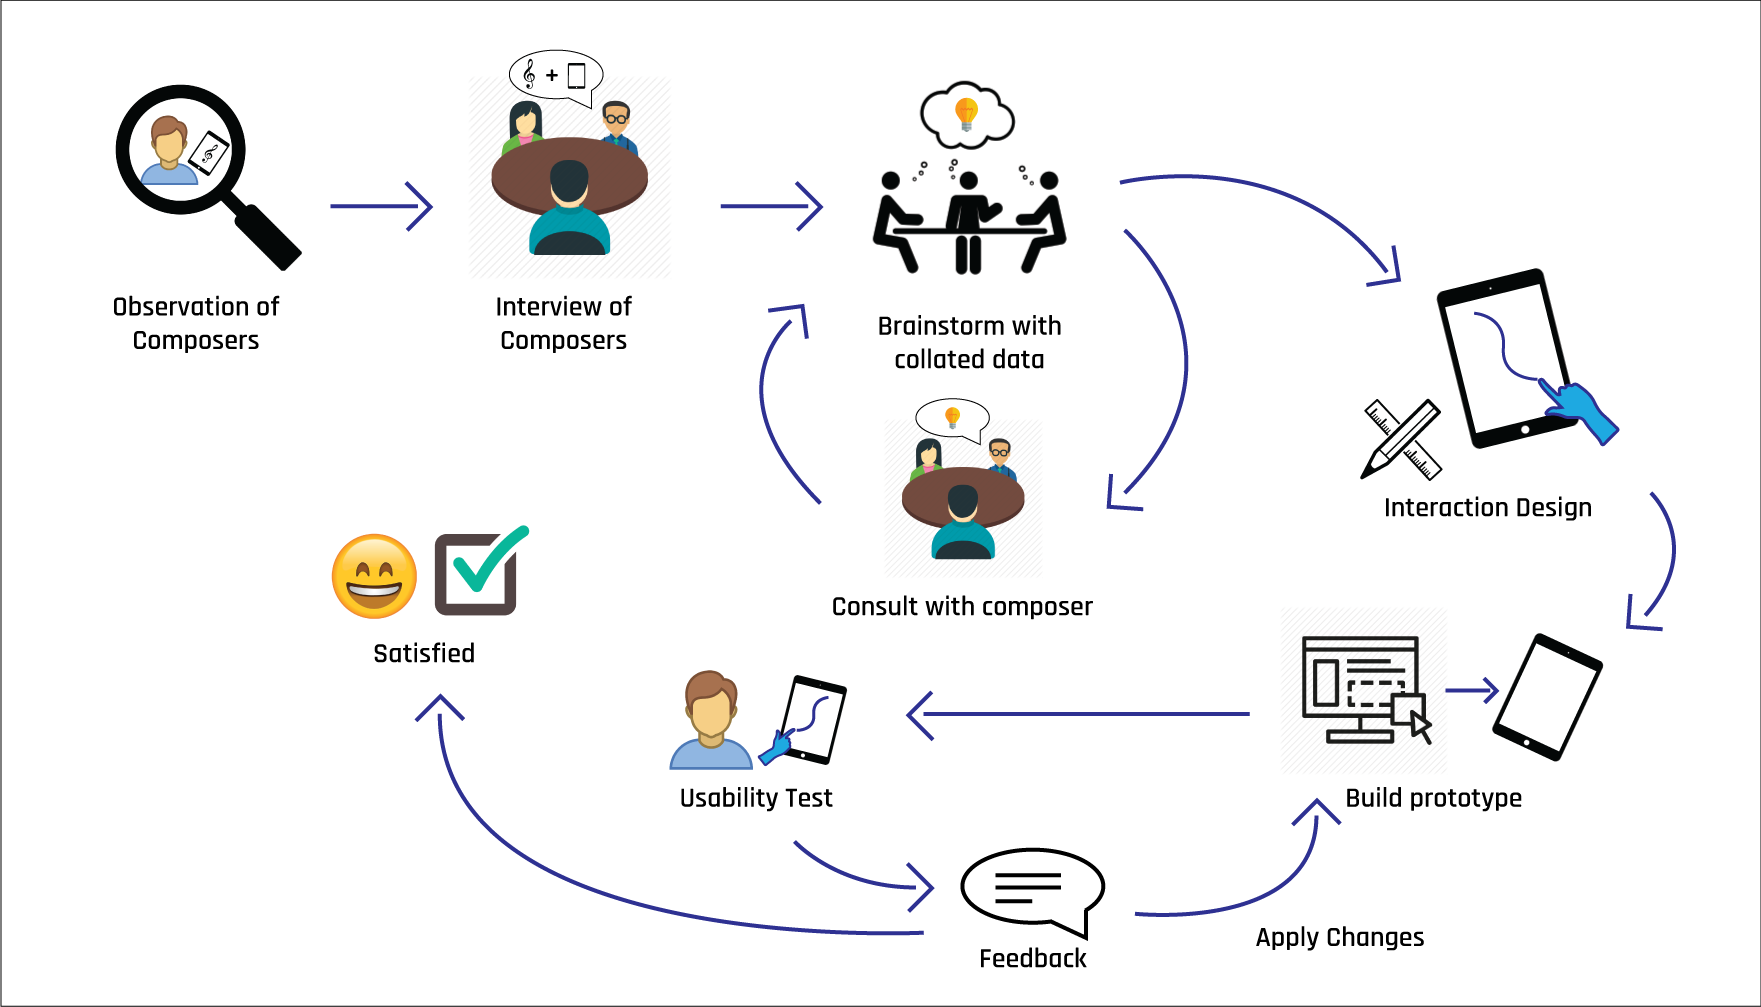 +
Observation of
Composers
Interview of
Composers
Brainstorm with
collated data
Interaction Design
Consult with composer
Satisfied
Usability Test
Build prototype
Feedback
Apply Changes